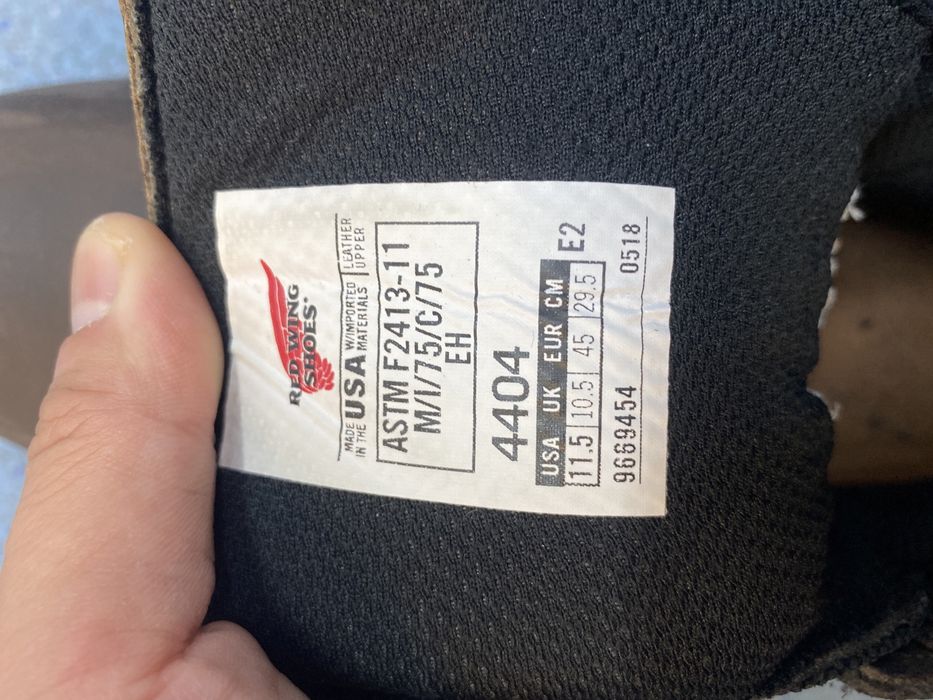 RED WING
SHOES®
MADE IN THE USA W/IMPORTED MATERIALS LEATHER UPPER
ASTM F2413-11
M/I/75/C/75
EH
4404
USA UK EUR CM
11.5 10.5 45 29.5 E2
9669454 0518